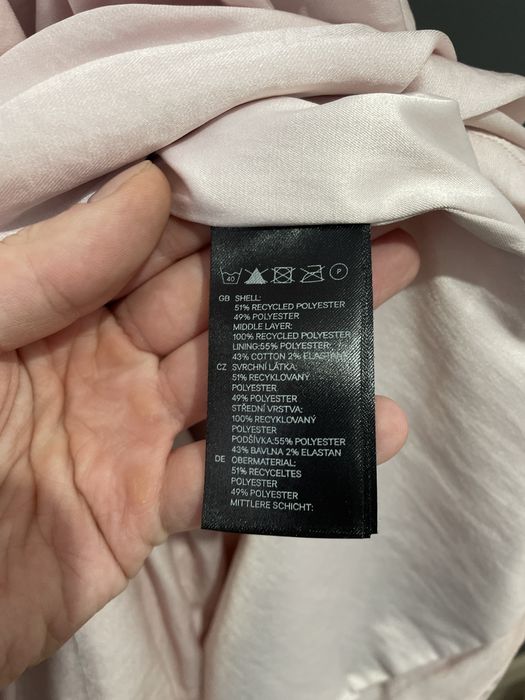 40 P
GB SHELL:
51% RECYCLED POLYESTER
49% POLYESTER
MIDDLE LAYER:
100% RECYCLED POLYESTER
LINING:55% POLYESTER;
43% COTTON 2% ELASTAN
CZ SVRCHNÍ LÁTKA:
51% RECYKLOVANÝ
POLYESTER
49% POLYESTER
STŘEDNÍ VRSTVA:
100% RECYKLOVANÝ
POLYESTER
PODŠÍVKA:55% POLYESTER
43% BAVLNA 2% ELASTAN
DE OBERMATERIAL:
51% RECYCELTES
POLYESTER
49% POLYESTER
MITTLERE SCHICHT: